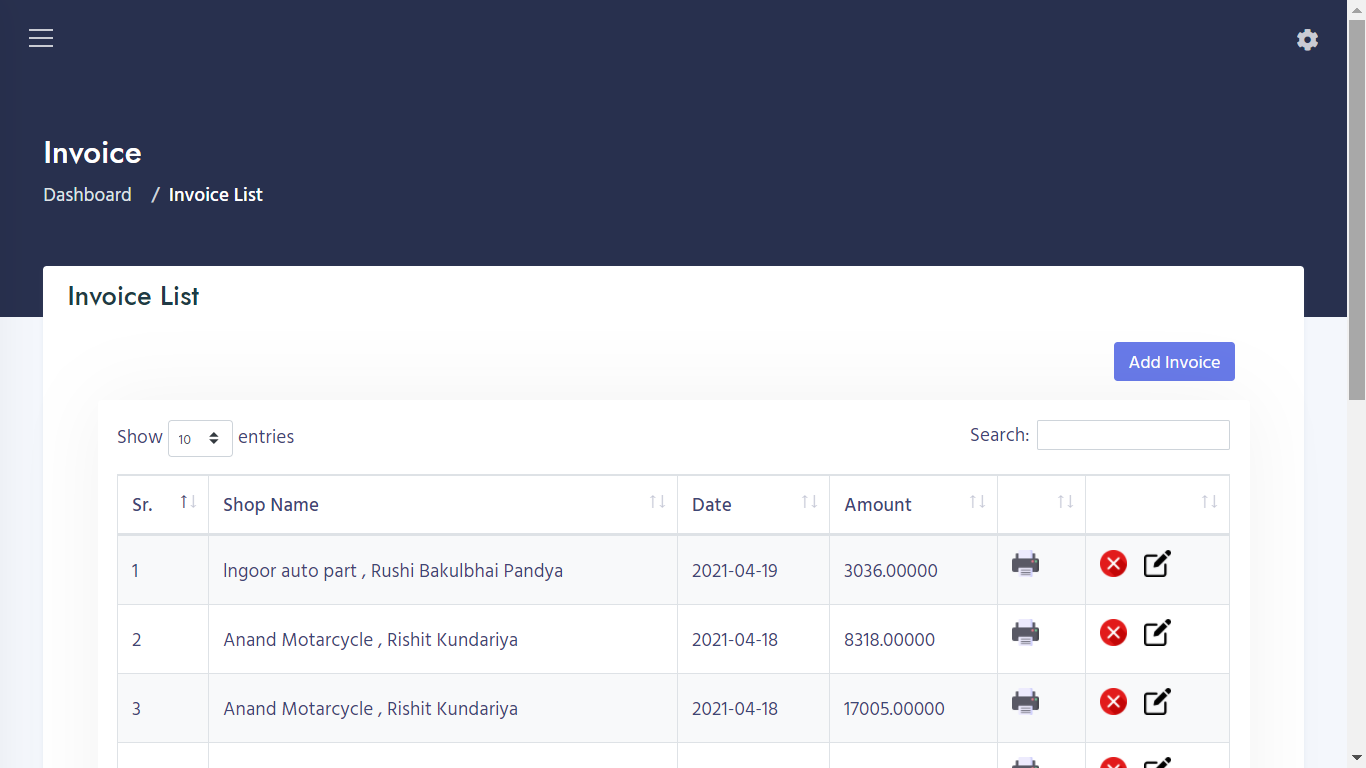 Invoice
Dashboard / Invoice List
Invoice List
Add Invoice
Show 10 entries Search:
Sr. Shop Name Date Amount
1 Ingoor auto part , Rushi Bakulbhai Pandya 2021-04-19 3036.00000
2 Anand Motarcycle , Rishit Kundariya 2021-04-18 8318.00000
3 Anand Motarcycle , Rishit Kundariya 2021-04-18 17005.00000